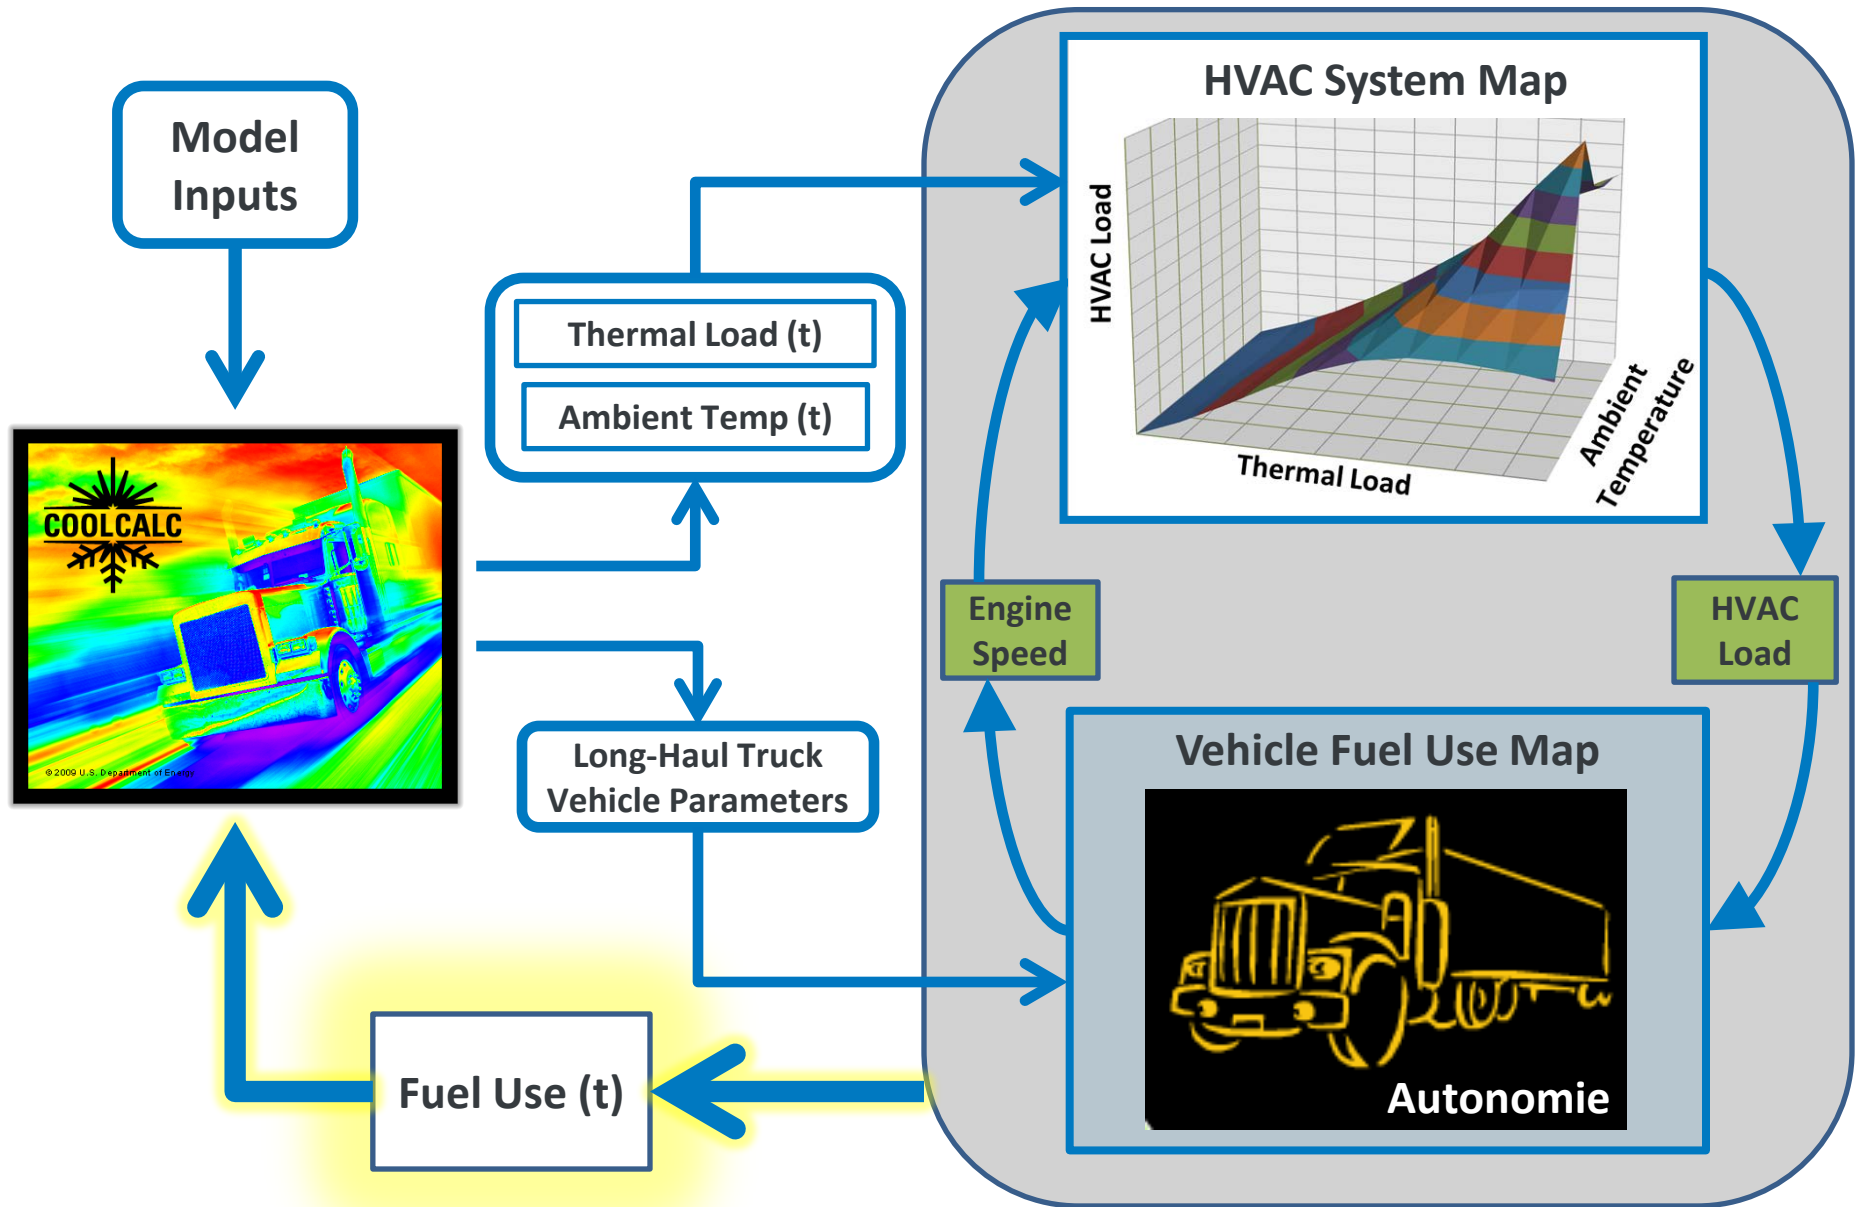 Model
Inputs
COOLCALC
© 2009 U.S. Department of Energy
Thermal Load (t)
Ambient Temp (t)
Long-Haul Truck
Vehicle Parameters
Fuel Use (t)
HVAC System Map
HVAC Load
Thermal Load
Ambient
Temperature
Engine
Speed
HVAC
Load
Vehicle Fuel Use Map
Autonomie